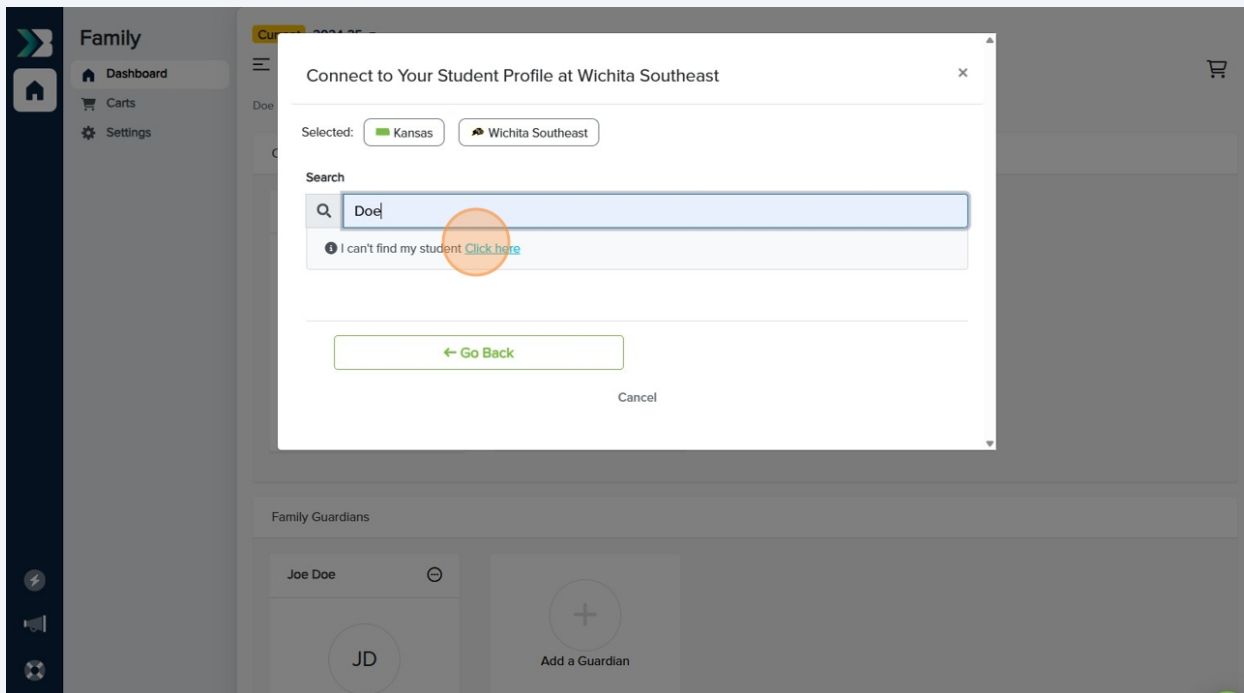 Family
Dashboard
Carts
Settings
Connect to Your Student Profile at Wichita Southeast
Doe
Selected: Kansas Wichita Southeast
Search
Doe
I can't find my student Click here
← Go Back
Cancel
Family Guardians
Joe Doe
JD
Add a Guardian